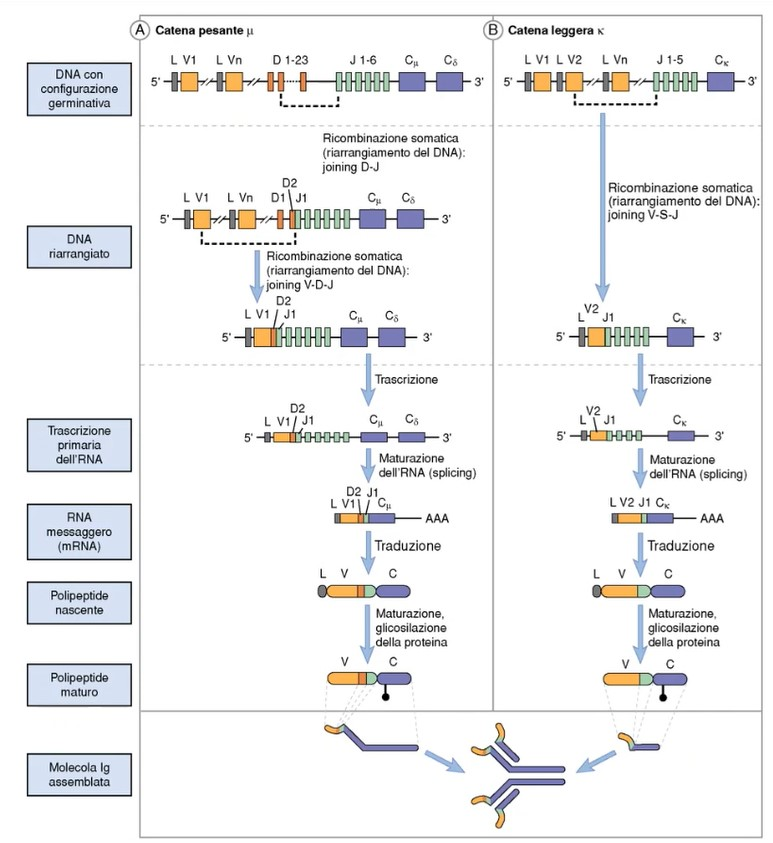 A Catena pesante μ
B Catena leggera κ
DNA con
configurazione
germinativa
L V1 L Vn D 1-23 J 1-6 Cμ Cδ
5' 3'
L V1 L V2 L Vn J 1-5 Cκ
5' 3'
Ricombinazione somatica
(riarrangiamento del DNA):
joining D-J
DNA
riarrangiato
D2
L V1 L Vn D1 J1 Cμ Cδ
5' 3'
Ricombinazione somatica
(riarrangiamento del DNA):
joining V-D-J
Ricombinazione somatica
(riarrangiamento del DNA):
joining V-S-J
D2
L V1 J1 Cμ Cδ
5' 3'
V2
L J1 Cκ
5' 3'
Trascrizione
Trascrizione
Trascrizione
primaria
dell'RNA
D2
L V1 J1 Cμ Cδ
5' 3'
V2
L J1 Cκ
5' 3'
Maturazione
dell'RNA (splicing)
Maturazione
dell'RNA (splicing)
RNA
messaggero
(mRNA)
D2 J1
L V1 Cμ
AAA
L V2 J1 Cκ
AAA
Traduzione
Traduzione
Polipeptide
nascente
L V C
L V C
Maturazione,
glicosilazione
della proteina
Maturazione,
glicosilazione
della proteina
Polipeptide
maturo
V C
V C
Molecola Ig
assemblata